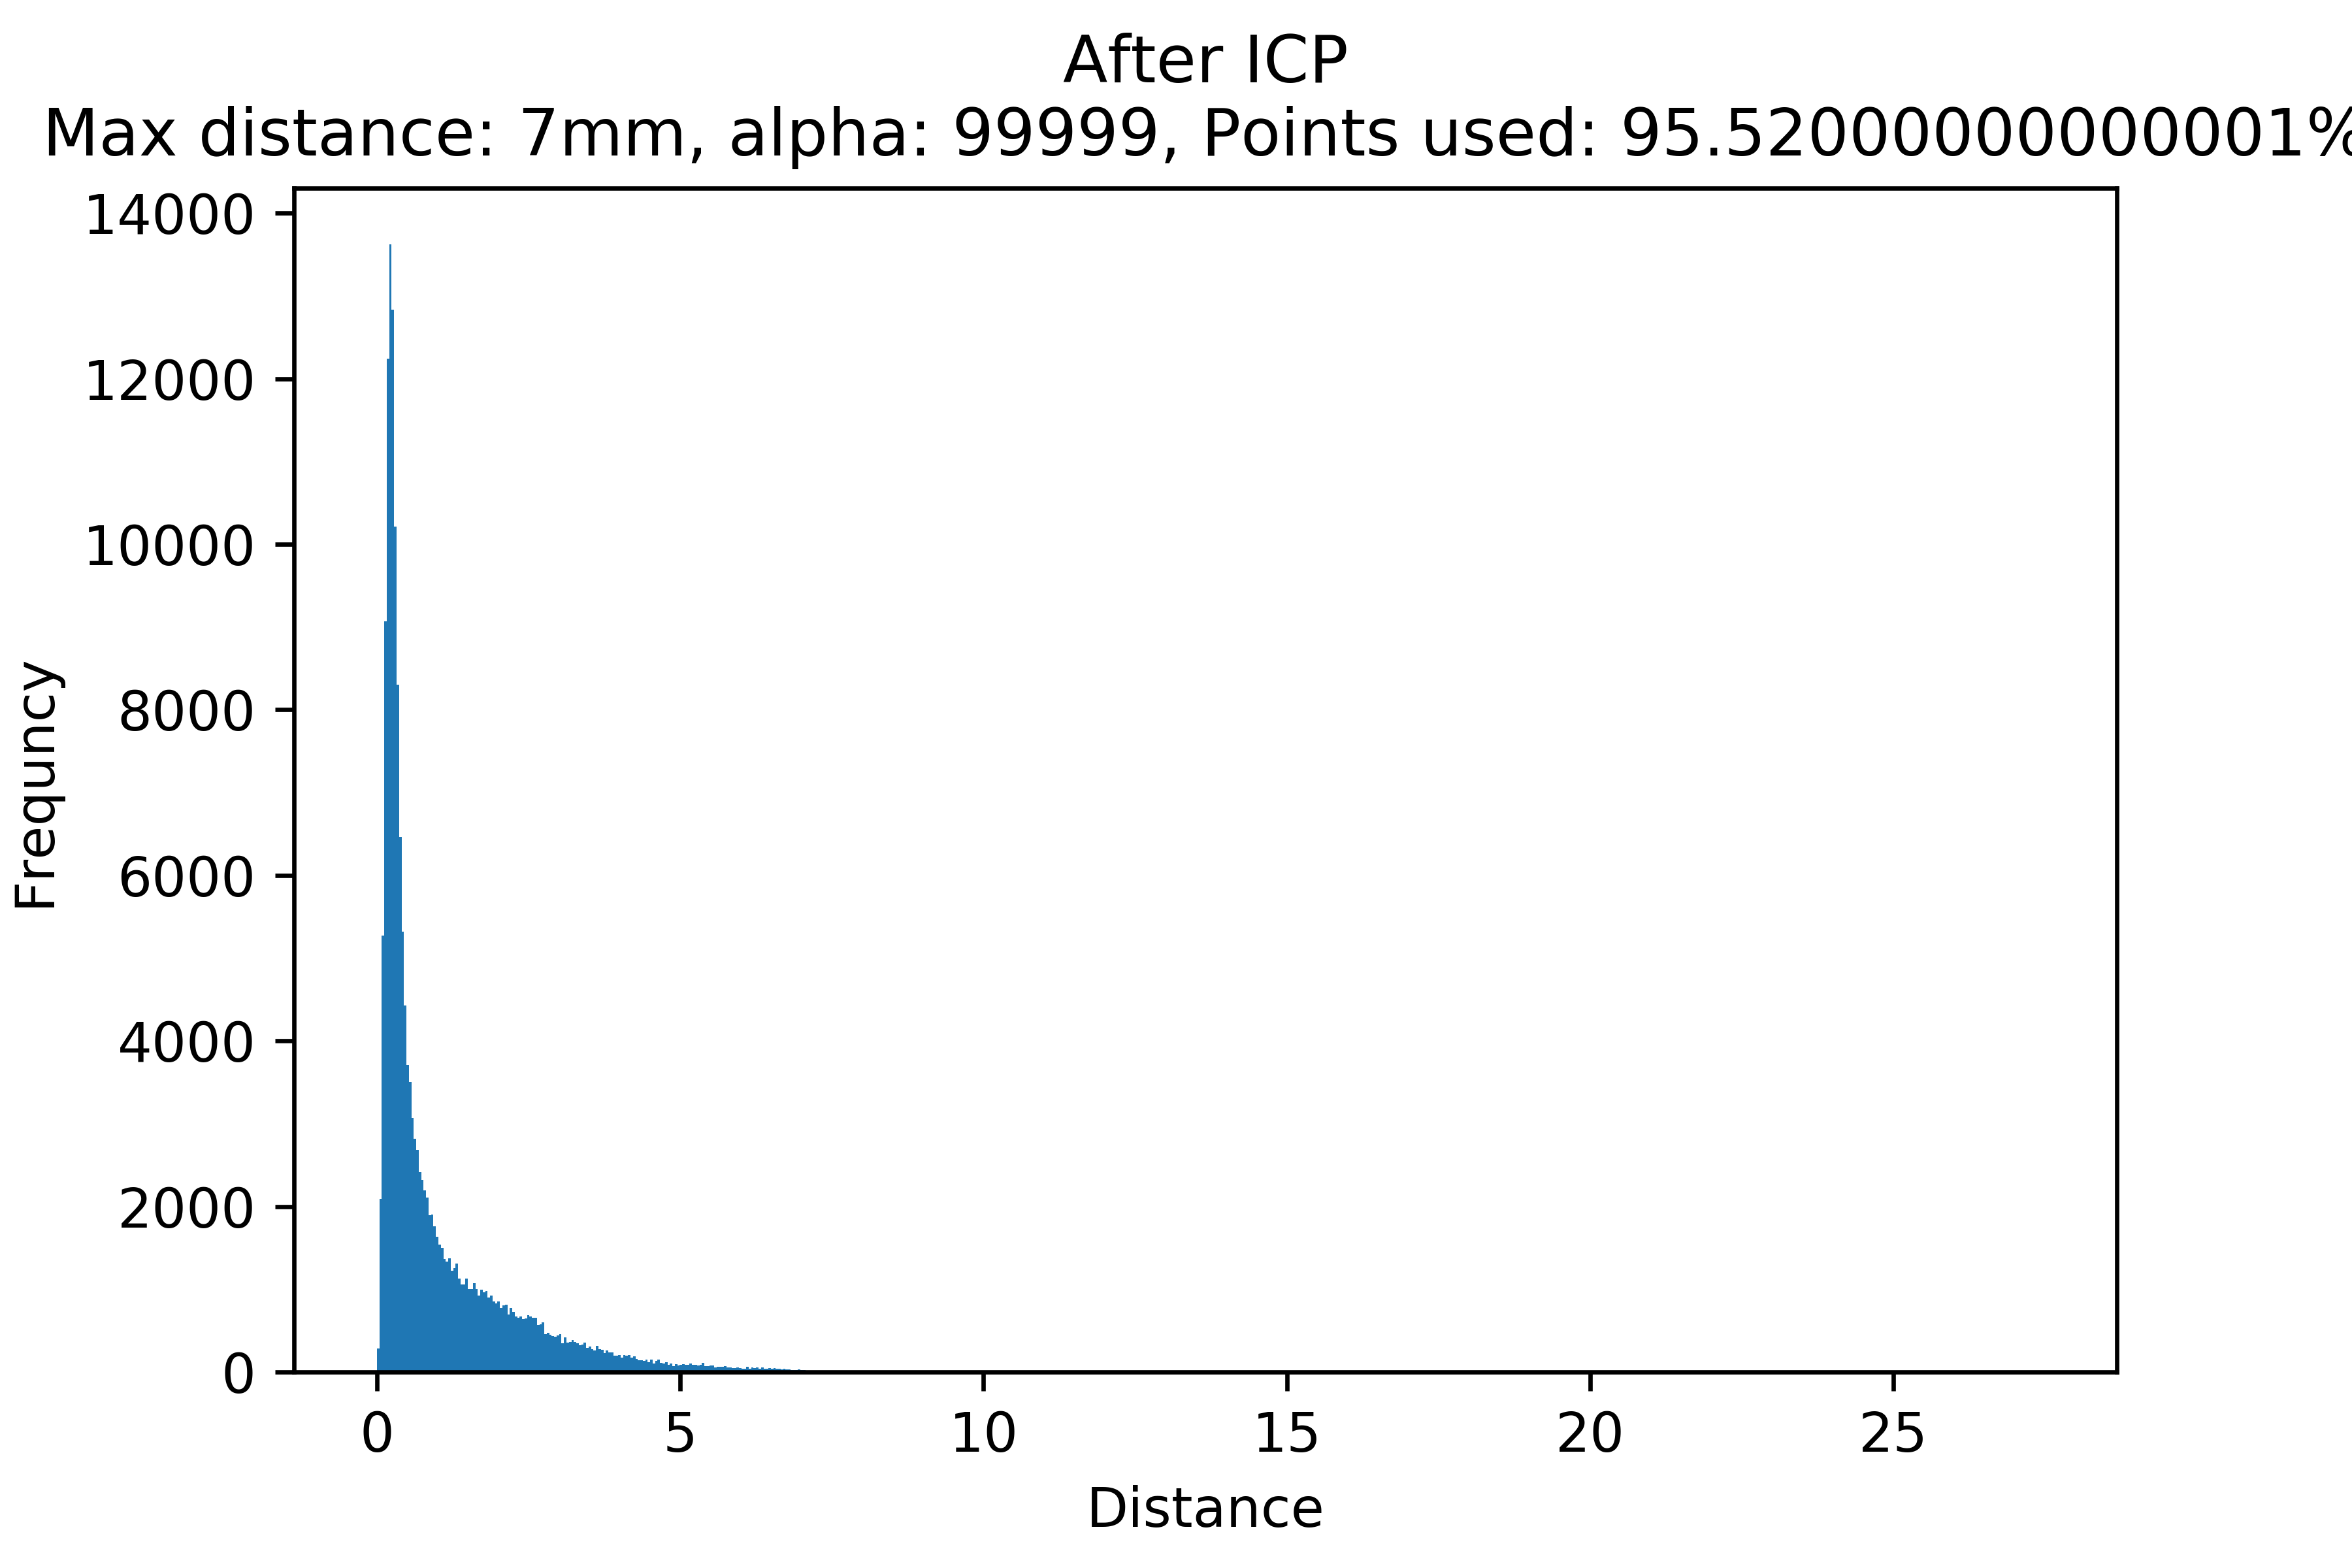 After ICP
Max distance: 7mm, alpha: 99999, Points used: 95.52000000000001%
14000
12000
10000
8000
6000
4000
2000
0
Frequncy
0 5 10 15 20 25
Distance